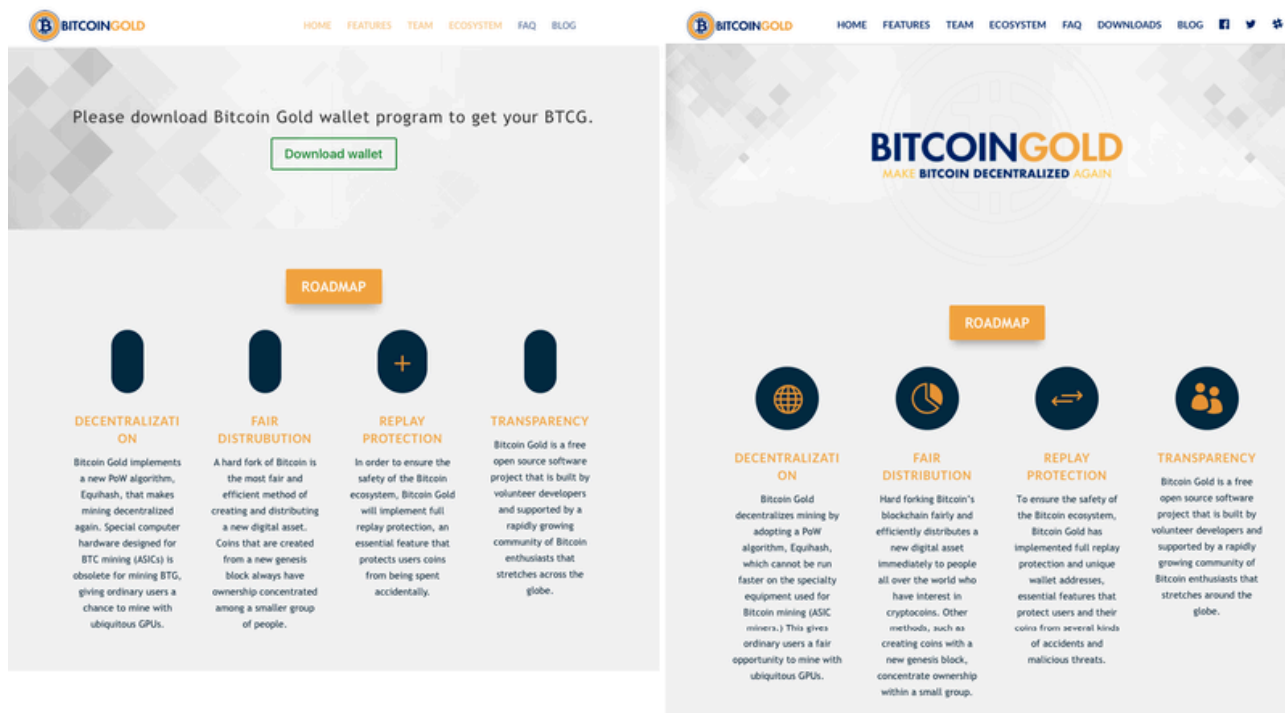 BITCOINGOLD
HOME FEATURES TEAM ECOSYSTEM FAQ BLOG
Please download Bitcoin Gold wallet program to get your BTCG.
Download wallet
ROADMAP
DECENTRALIZATI
ON
Bitcoin Gold implements
a new PoW algorithm,
Equihash, that makes
mining decentralized
again. Special computer
hardware designed for
BTC mining (ASICs) is
obsolete for mining BTG,
giving ordinary users a
chance to mine with
ubiquitous GPUs.
FAIR
DISTRUBUTION
A hard fork of Bitcoin is
the most fair and
efficient method of
creating and distributing
a new digital asset.
Coins that are created
from a new genesis
block always have
ownership concentrated
among a smaller group
of people.
REPLAY
PROTECTION
In order to ensure the
safety of the Bitcoin
ecosystem, Bitcoin Gold
will implement full
replay protection, an
essential feature that
protects users coins
from being spent
accidentally.
TRANSPARENCY
Bitcoin Gold is a free
open source software
project that is built by
volunteer developers
and supported by a
rapidly growing
community of Bitcoin
enthusiasts that
stretches across the
globe.
BITCOINGOLD
HOME FEATURES TEAM ECOSYSTEM FAQ DOWNLOADS BLOG
BITCOINGOLD
MAKE BITCOIN DECENTRALIZED AGAIN
ROADMAP
DECENTRALIZATI
ON
Bitcoin Gold
decentralizes mining by
adopting a PoW
algorithm, Equihash,
which cannot be run
faster on the specialty
equipment used for
Bitcoin mining (ASIC
miners.) This gives
ordinary users a fair
opportunity to mine with
ubiquitous GPUs.
FAIR
DISTRIBUTION
Hard forking Bitcoin's
blockchain fairly and
efficiently distributes a
new digital asset
immediately to people
all over the world who
have interest in
cryptocoins. Other
methods, such as
creating coins with a
new genesis block,
concentrate ownership
within a small group.
REPLAY
PROTECTION
To ensure the safety of
the Bitcoin ecosystem,
Bitcoin Gold has
implemented full replay
protection and unique
wallet addresses,
essential features that
protect users and their
coins from several kinds
of accidents and
malicious threats.
TRANSPARENCY
Bitcoin Gold is a free
open source software
project that is built by
volunteer developers and
supported by a rapidly
growing community of
Bitcoin enthusiasts that
stretches around the
globe.